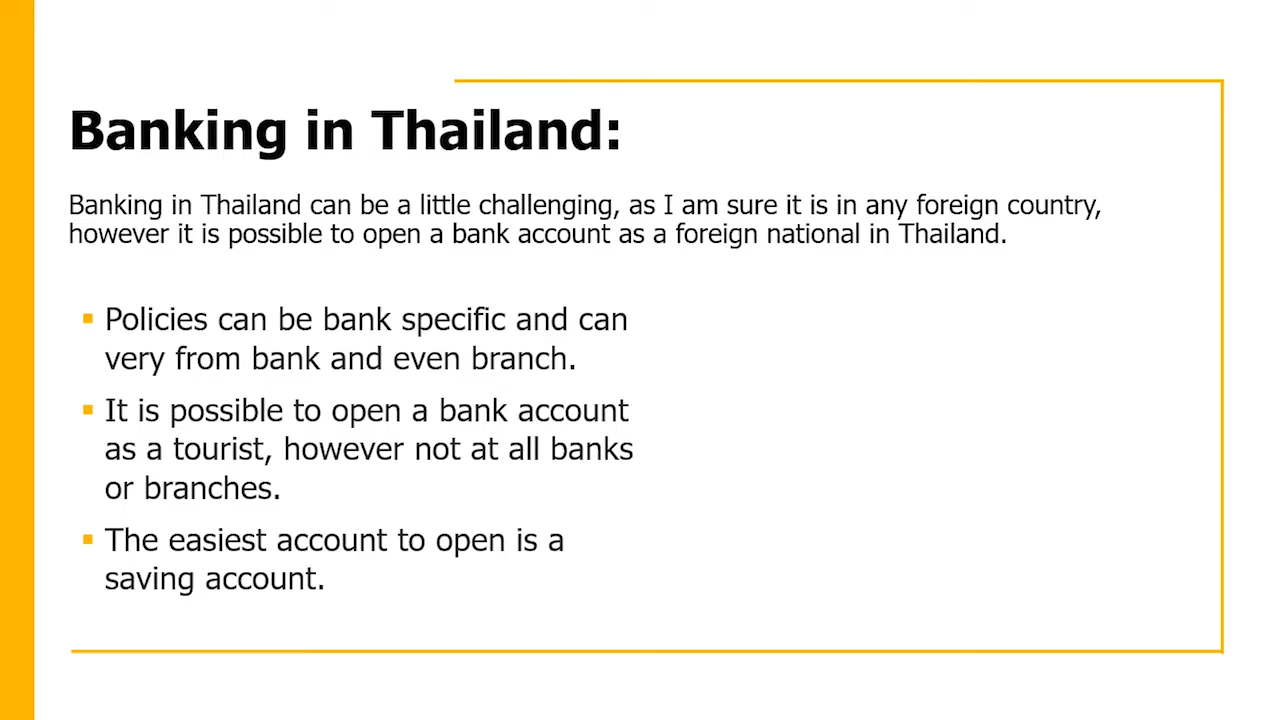 Banking in Thailand:
Banking in Thailand can be a little challenging, as I am sure it is in any foreign country,
however it is possible to open a bank account as a foreign national in Thailand.
Policies can be bank specific and can
very from bank and even branch.
It is possible to open a bank account
as a tourist, however not at all banks
or branches.
The easiest account to open is a
saving account.